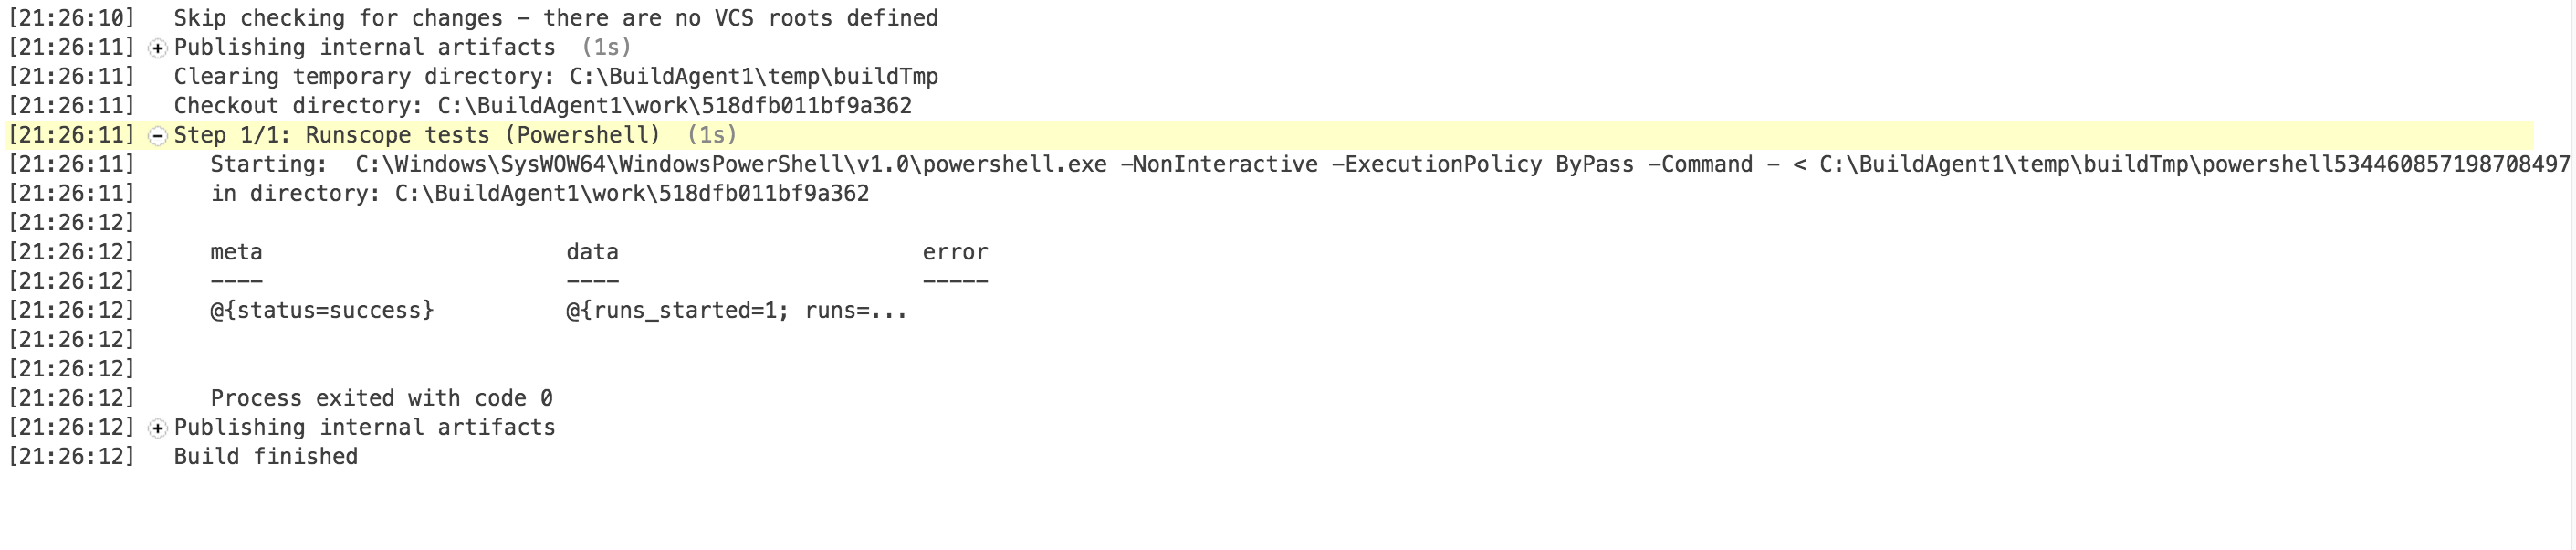 [21:26:10] Skip checking for changes – there are no VCS roots defined
[21:26:11] Publishing internal artifacts (1s)
[21:26:11] Clearing temporary directory: C:\BuildAgent1\temp\buildTmp
[21:26:11] Checkout directory: C:\BuildAgent1\work\518dfb011bf9a362
[21:26:11] Step 1/1: Runscope tests (Powershell) (1s)
[21:26:11] Starting: C:\Windows\SysWOW64\WindowsPowerShell\v1.0\powershell.exe –NonInteractive –ExecutionPolicy ByPass –Command – < C:\BuildAgent1\temp\buildTmp\powershell534460857198708497
[21:26:11] in directory: C:\BuildAgent1\work\518dfb011bf9a362
[21:26:12]
[21:26:12] meta data error
[21:26:12] ---- ---- -----
[21:26:12] @{status=success} @{runs_started=1; runs=...
[21:26:12]
[21:26:12]
[21:26:12] Process exited with code 0
[21:26:12] Publishing internal artifacts
[21:26:12] Build finished